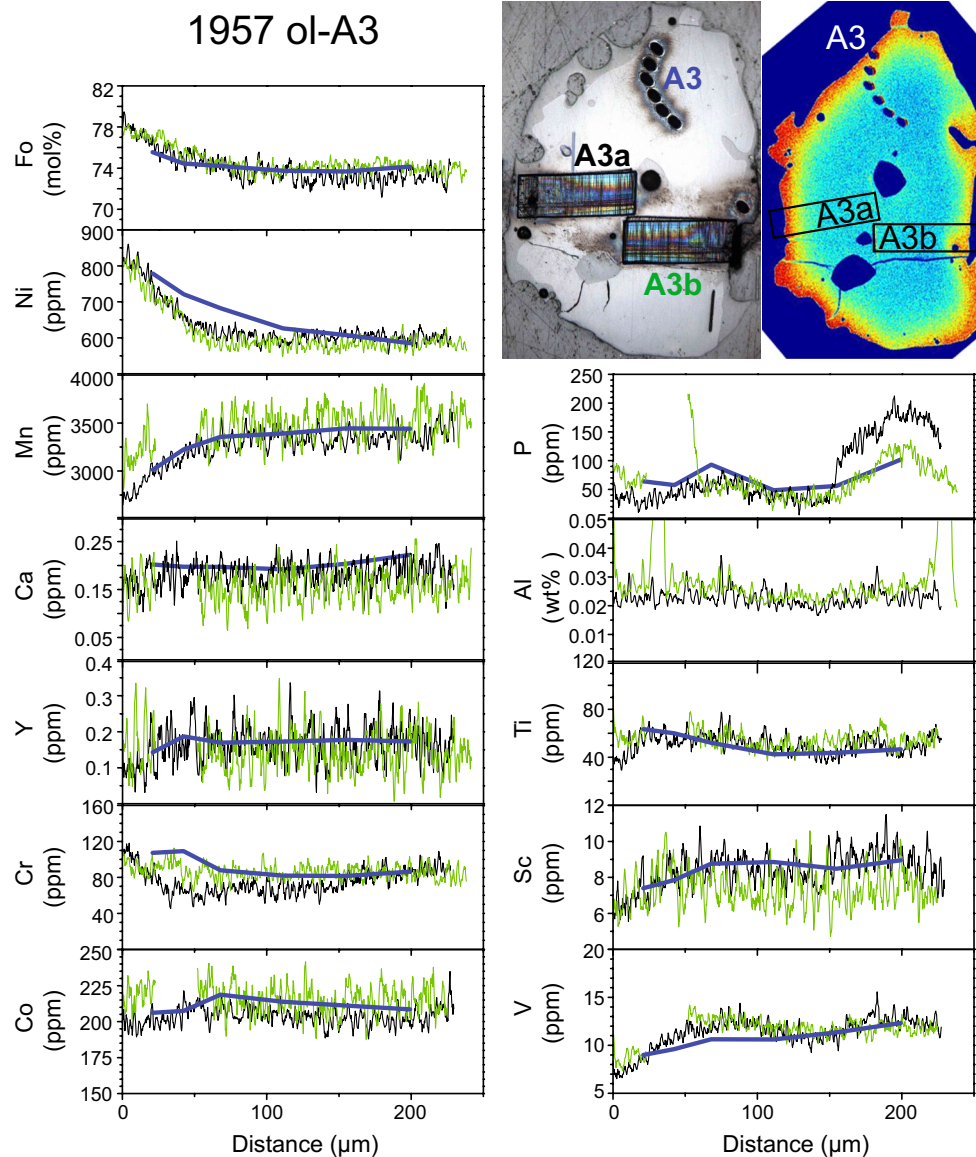 1957 ol-A3
A3
A3a
A3b
A3
A3a
A3b
Fo
(mol%)
82
78
74
70
Ni
(ppm)
900
800
700
600
Mn
(ppm)
4000
3500
3000
Ca
(ppm)
0.25
0.15
0.05
Y
(ppm)
0.4
0.3
0.2
0.1
Cr
(ppm)
160
120
80
40
Co
(ppm)
250
225
200
175
150
0
100
200
Distance (µm)
P
(ppm)
250
200
150
100
50
Al
(wt%)
0.05
0.04
0.03
0.02
0.01
Ti
(ppm)
120
80
40
Sc
(ppm)
12
10
8
6
V
(ppm)
20
15
10
5
0
100
200
Distance (µm)